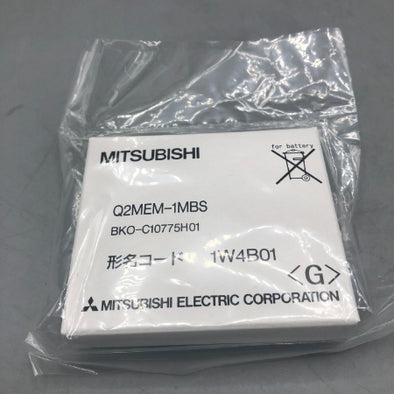 MITSUBISHI
for battery
Q2MEM-1MBS
BKO-C10775H01
形名コード 1W4B01
<G>
MITSUBISHI ELECTRIC CORPORATION